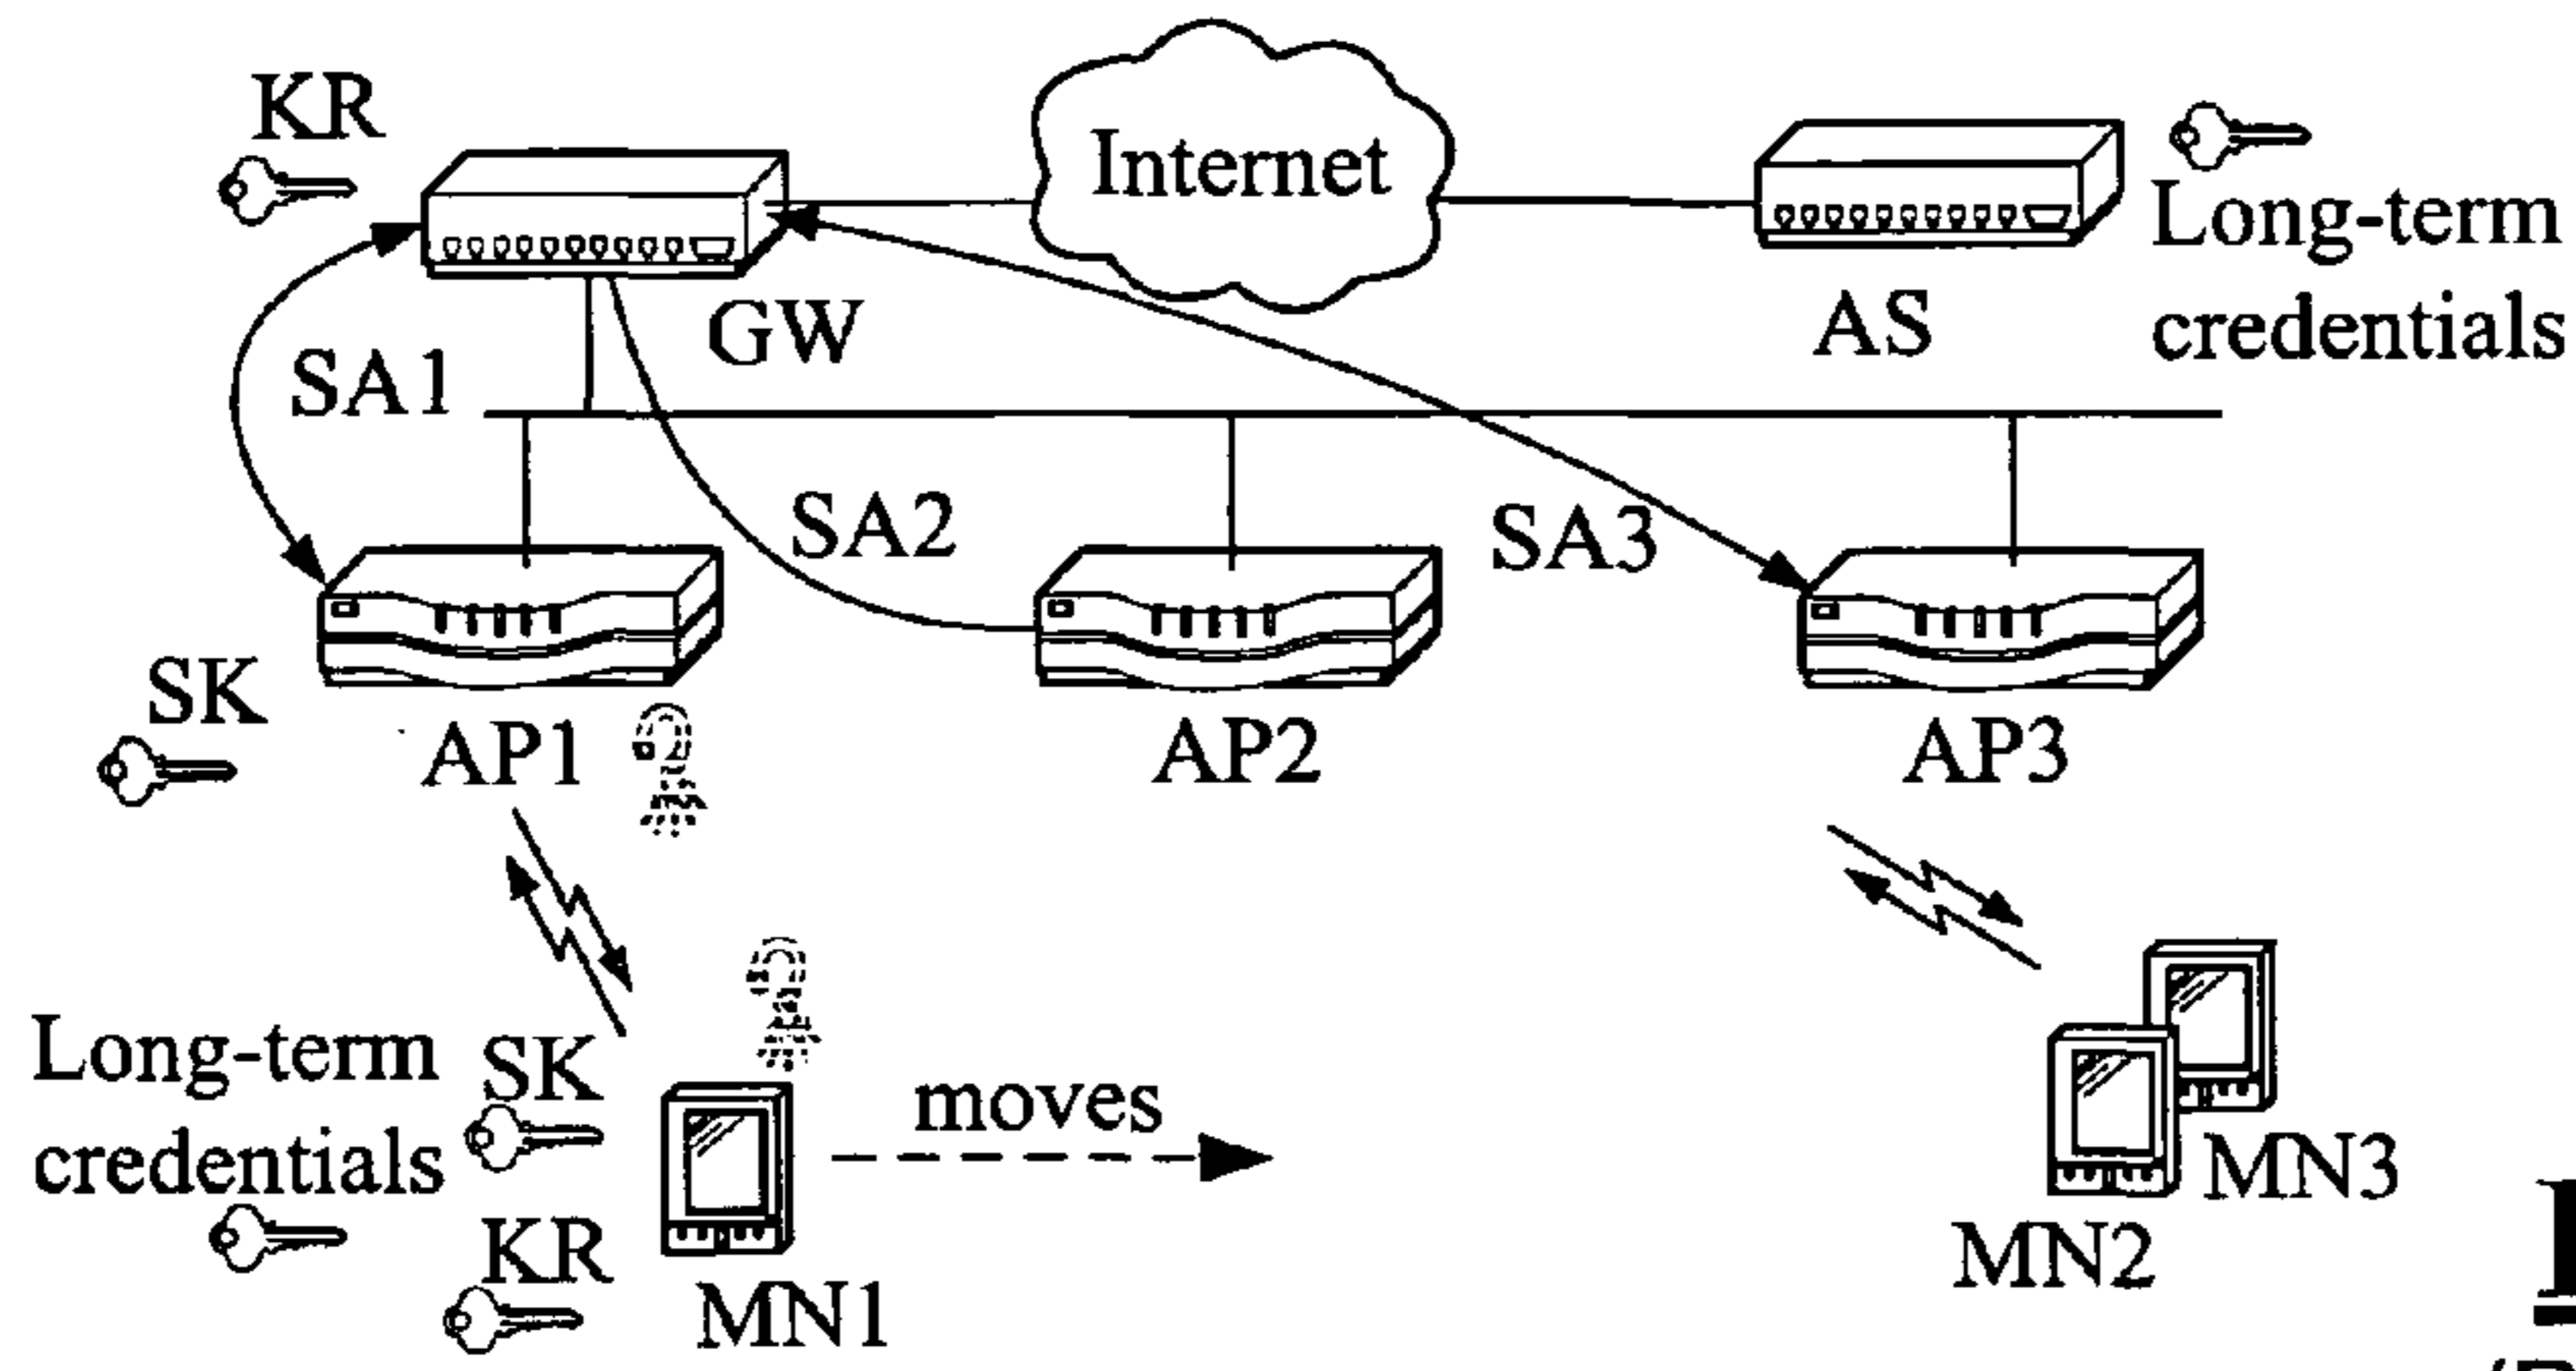 KR
Internet
Long-term
credentials
GW
AS
SA1
SA2
SA3
SK
AP1
AP2
AP3
Long-term
credentials
SK
KR
moves
MN1
MN2
MN3